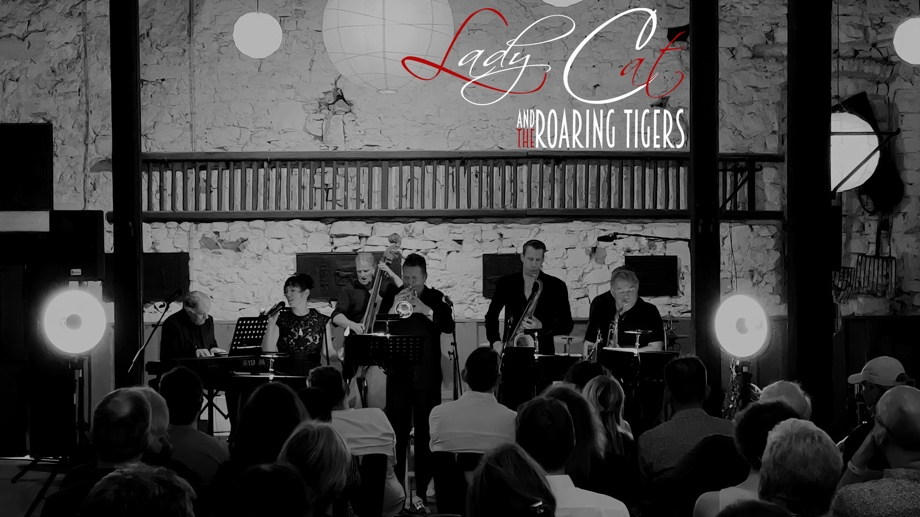 Lady Cat
AND THE ROARING TIGERS